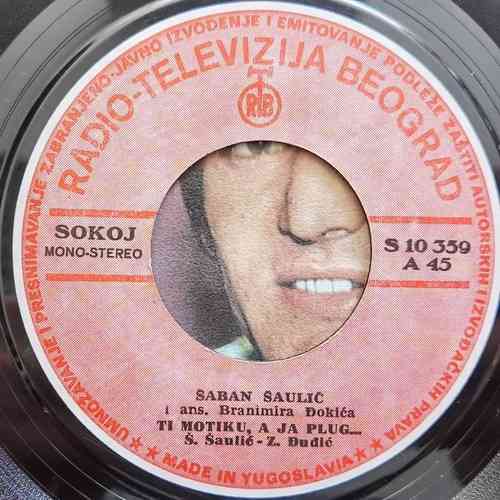 UMNOŽAVANJE I PRESNIMAVANJE ZABRANJENO-JAVNO IZVOĐENJE I EMITOVANJE PODLEŽE ZAŠTITI AUTORSKIH I IZVOĐAČKIH PRAVA
RADIO-TELEVIZIJA BEOGRAD
RTB
SOKOJ
MONO-STEREO
S 10 359
A 45
ŠABAN ŠAULIĆ
i ans. Branimira Đokića
TI MOTIKU, A JA PLUG...
Š. Šaulić - Z. Đudić
★ MADE IN YUGOSLAVIA ★